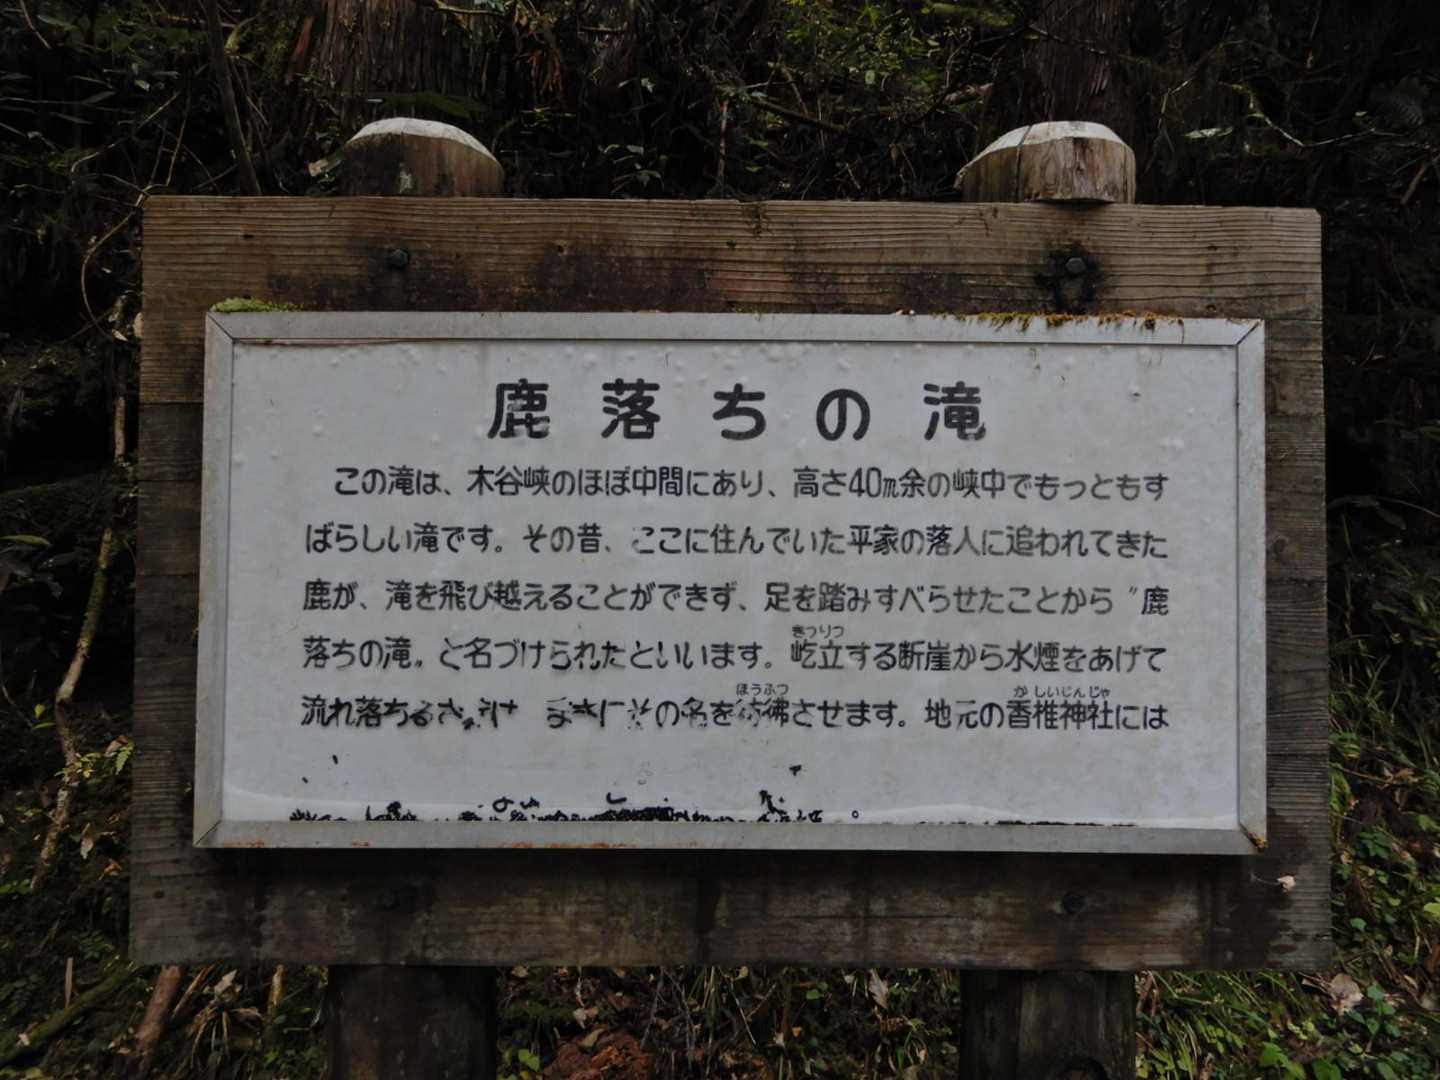 鹿落ちの滝
この滝は、木谷峡のほぼ中間にあり、高さ40m余の峡中でもっともす
ばらしい滝です。その昔、ここに住んでいた平家の落人に追われてきた
鹿が、滝を飛び越えることができず、足を踏みすべらせたことから〝鹿
きつりつ
落ちの滝〟と名づけられたといいます。屹立する断崖から水煙をあげて
ほうふつ かしいじんじゃ
流れ落ちるさまは まさにその名を彷彿させます。地元の香椎神社には